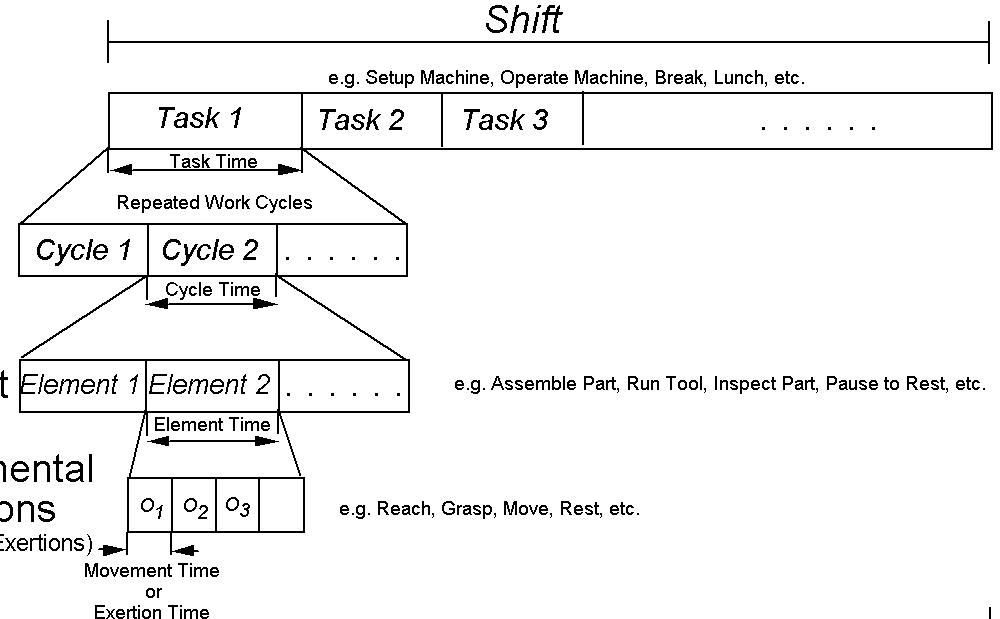 Shift
e.g. Setup Machine, Operate Machine, Break, Lunch, etc.
Task 1 Task 2 Task 3 . . . . . .
Task Time
Repeated Work Cycles
Cycle 1 Cycle 2 . . . . . .
Cycle Time
t Element 1 Element 2 . . . . . . e.g. Assemble Part, Run Tool, Inspect Part, Pause to Rest, etc.
Element Time
mental
ons
O1 O2 O3 e.g. Reach, Grasp, Move, Rest, etc.
Exertions)
Movement Time
or
Exertion Time